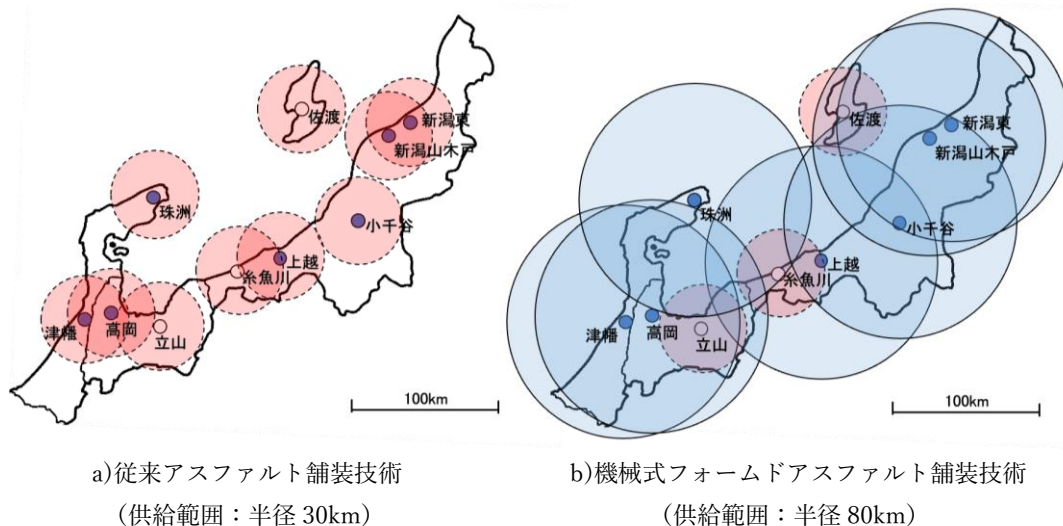 佐渡
新潟東
新潟山木戸
珠洲
小千谷
上越
糸魚川
津幡
高岡
立山
100km
a)従来アスファルト舗装技術
（供給範囲：半径 30km）
佐渡
新潟東
新潟山木戸
珠洲
小千谷
上越
糸魚川
津幡
高岡
立山
100km
b)機械式フォームドアスファルト舗装技術
（供給範囲：半径 80km）